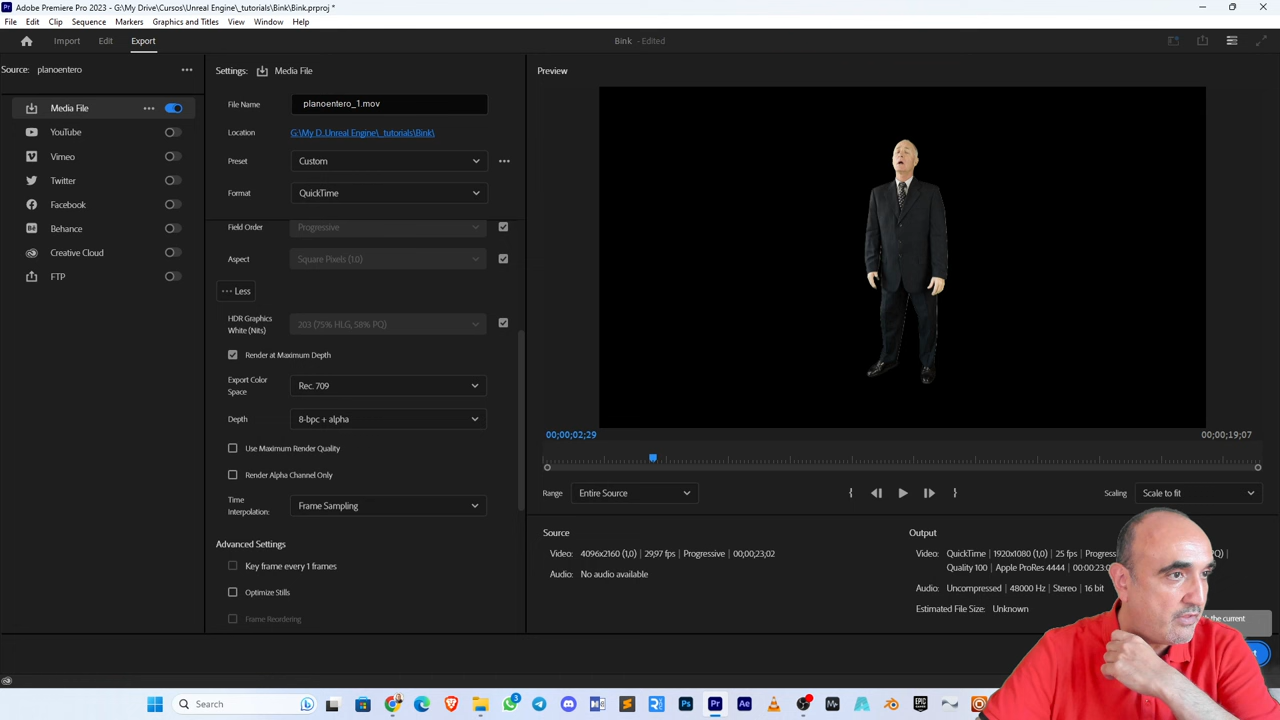 Adobe Premiere Pro 2023 - G:\My Drive\Cursos\Unreal Engine\_tutorials\Bink\Bink.prproj *
File Edit Clip Sequence Markers Graphics and Titles View Window Help
Import Edit Export
Bink - Edited
Source: planoentero
Media File
YouTube
Vimeo
Twitter
Facebook
Behance
Creative Cloud
FTP
Settings: Media File
File Name planoentero_1.mov
Location G:\My D..Unreal Engine\_tutorials\Bink\
Preset Custom
Format QuickTime
Field Order Progressive
Aspect Square Pixels (1.0)
Less
HDR Graphics
White (Nits)
203 (75% HLG, 58% PQ)
Render at Maximum Depth
Export Color
Space
Rec. 709
Depth 8-bpc + alpha
Use Maximum Render Quality
Render Alpha Channel Only
Time
Interpolation:
Frame Sampling
Advanced Settings
Key frame every 1 frames
Optimize Stills
Frame Reordering
Preview
00;00;02;29
00;00;19;07
Range Entire Source
Scaling Scale to fit
Source
Video: 4096x2160 (1,0) | 29,97 fps | Progressive | 00;00;23;02
Audio: No audio available
Output
Video: QuickTime | 1920x1080 (1,0) | 25 fps |
Quality 100 | Apple ProRes 4444 |
Audio: Uncompressed | 48000 Hz | Stereo | 16 bit
Estimated File Size: Unknown
the current
Search